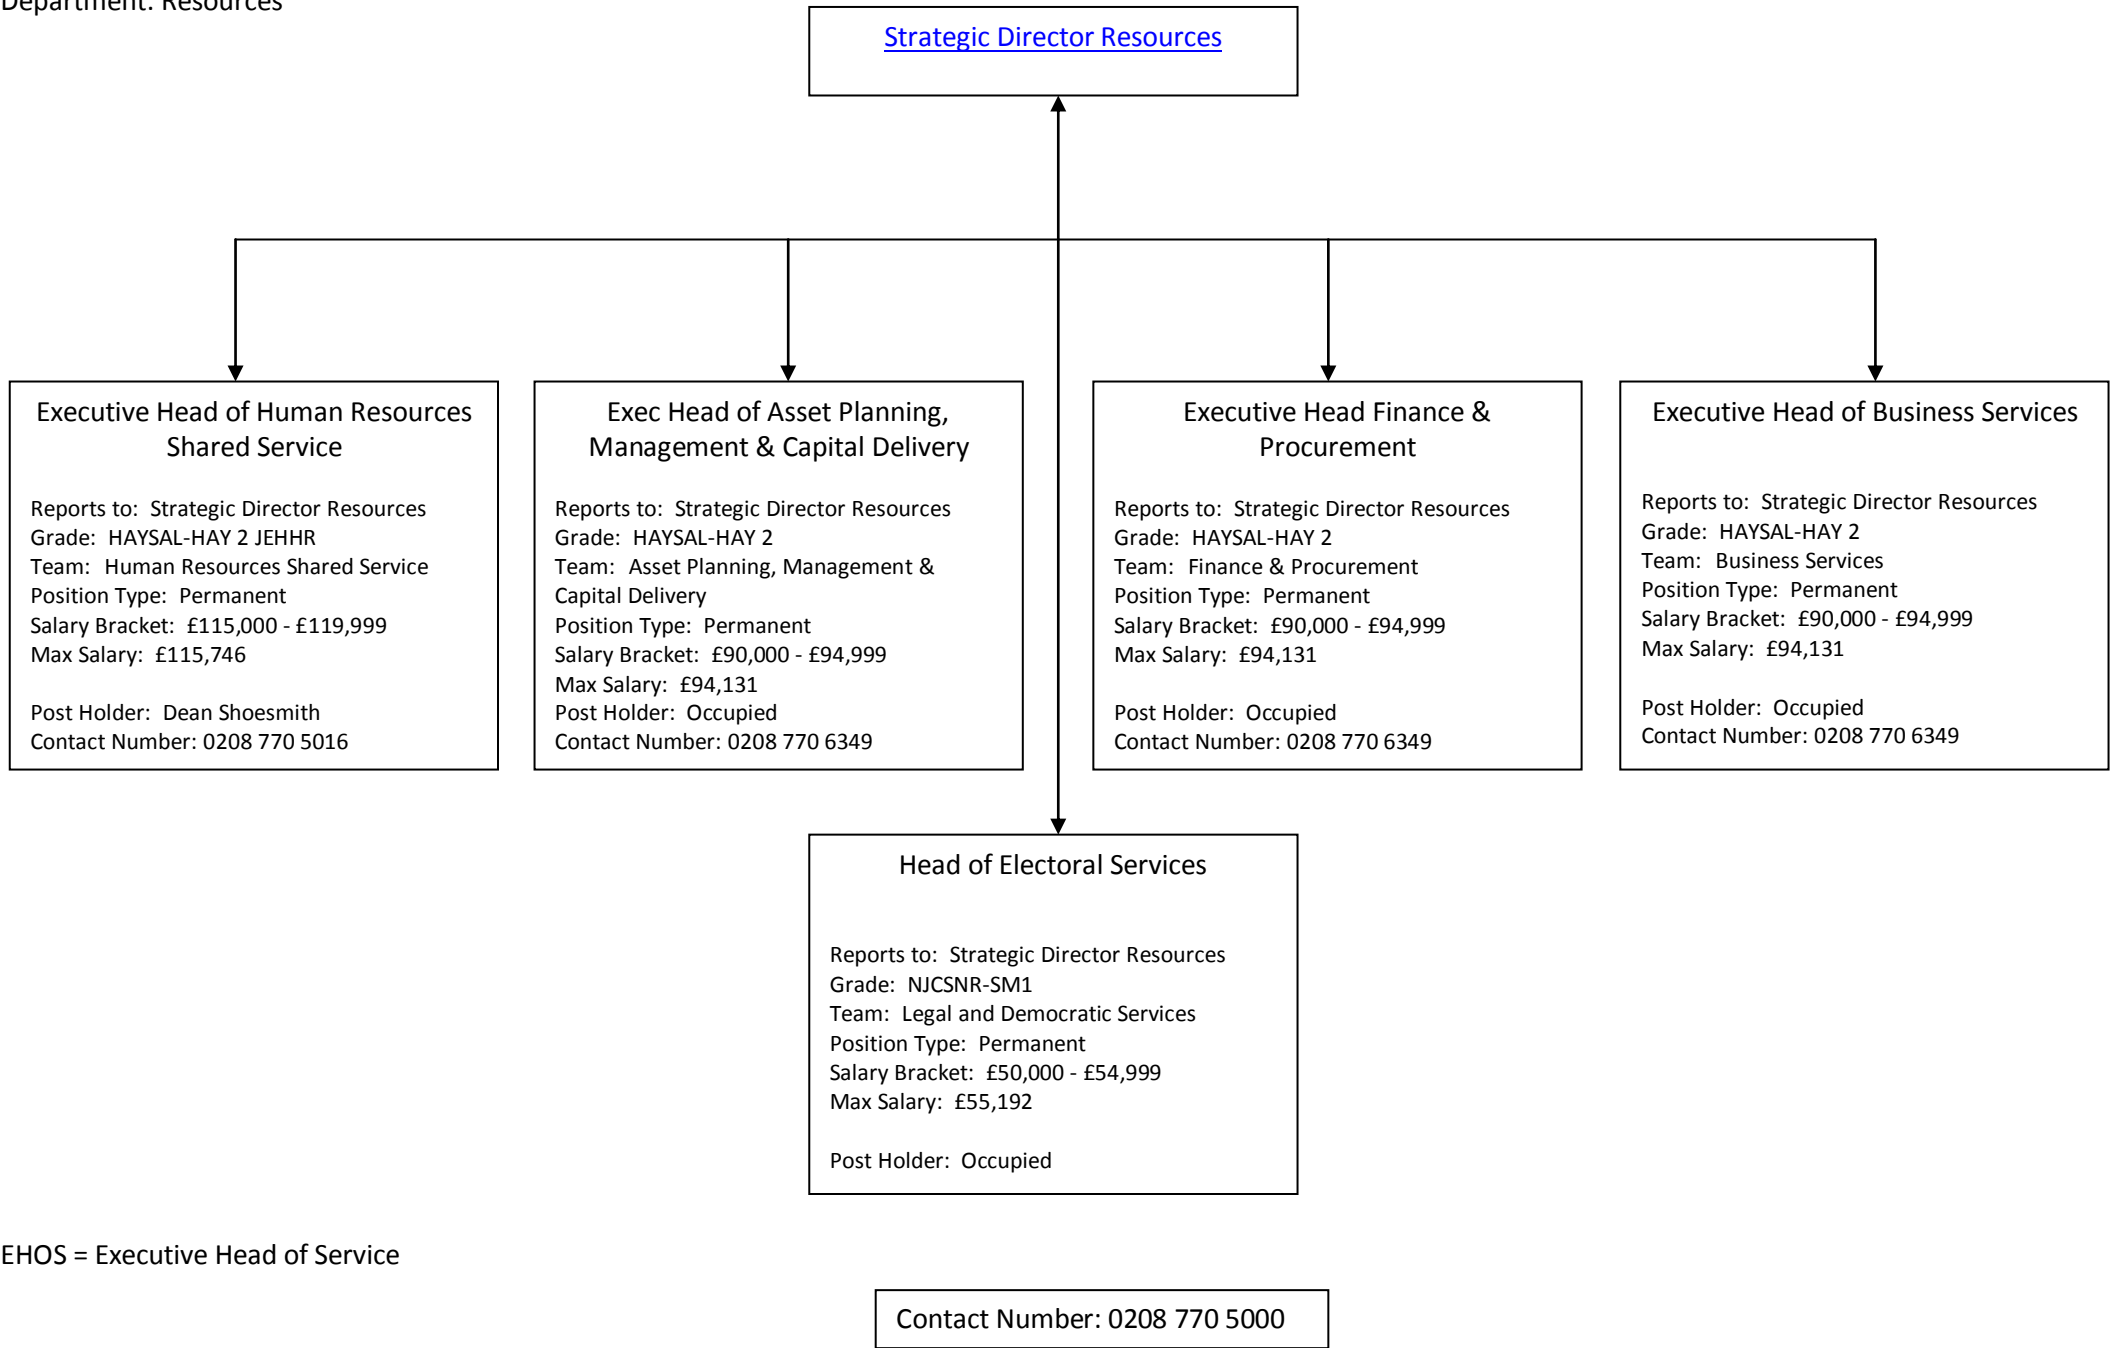 Department: Resources
Strategic Director Resources
Executive Head of Human Resources
Shared Service
Reports to: Strategic Director Resources
Grade: HAYSAL-HAY 2 JEHHR
Team: Human Resources Shared Service
Position Type: Permanent
Salary Bracket: £115,000 - £119,999
Max Salary: £115,746
Post Holder: Dean Shoesmith
Contact Number: 0208 770 5016
Exec Head of Asset Planning,
Management & Capital Delivery
Reports to: Strategic Director Resources
Grade: HAYSAL-HAY 2
Team: Asset Planning, Management &
Capital Delivery
Position Type: Permanent
Salary Bracket: £90,000 - £94,999
Max Salary: £94,131
Post Holder: Occupied
Contact Number: 0208 770 6349
Executive Head Finance &
Procurement
Reports to: Strategic Director Resources
Grade: HAYSAL-HAY 2
Team: Finance & Procurement
Position Type: Permanent
Salary Bracket: £90,000 - £94,999
Max Salary: £94,131
Post Holder: Occupied
Contact Number: 0208 770 6349
Executive Head of Business Services
Reports to: Strategic Director Resources
Grade: HAYSAL-HAY 2
Team: Business Services
Position Type: Permanent
Salary Bracket: £90,000 - £94,999
Max Salary: £94,131
Post Holder: Occupied
Contact Number: 0208 770 6349
Head of Electoral Services
Reports to: Strategic Director Resources
Grade: NJCSNR-SM1
Team: Legal and Democratic Services
Position Type: Permanent
Salary Bracket: £50,000 - £54,999
Max Salary: £55,192
Post Holder: Occupied
EHOS = Executive Head of Service
Contact Number: 0208 770 5000